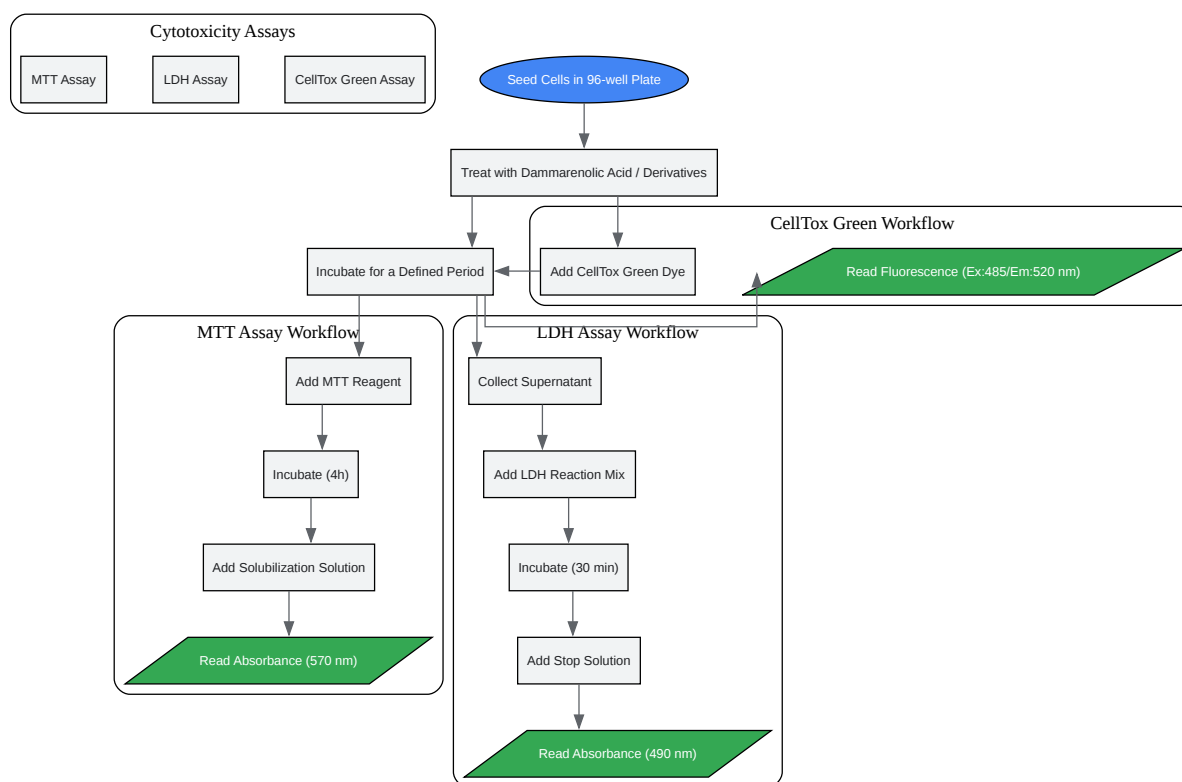 Cytotoxicity Assays
MTT Assay
LDH Assay
CellTox Green Assay
Seed Cells in 96-well Plate
Treat with Dammarenolic Acid / Derivatives
CellTox Green Workflow
Incubate for a Defined Period
Add CellTox Green Dye
Read Fluorescence (Ex:485/Em:520 nm)
MTT Assay Workflow
Add MTT Reagent
Incubate (4h)
Add Solubilization Solution
Read Absorbance (570 nm)
LDH Assay Workflow
Collect Supernatant
Add LDH Reaction Mix
Incubate (30 min)
Add Stop Solution
Read Absorbance (490 nm)